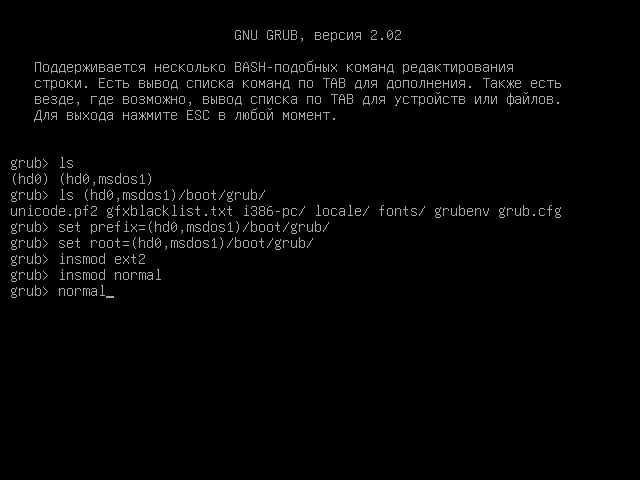 GNU GRUB, версия 2.02
Поддерживается несколько BASH-подобных команд редактирования
строки. Есть вывод списка команд по TAB для дополнения. Также есть
везде, где возможно, вывод списка по TAB для устройств или файлов.
Для выхода нажмите ESC в любой момент.
grub> ls
(hd0) (hd0,msdos1)
grub> ls (hd0,msdos1)/boot/grub/
unicode.pf2 gfxblacklist.txt i386-pc/ locale/ fonts/ grubenv grub.cfg
grub> set prefix=(hd0,msdos1)/boot/grub/
grub> set root=(hd0,msdos1)/boot/grub/
grub> insmod ext2
grub> insmod normal
grub> normal_